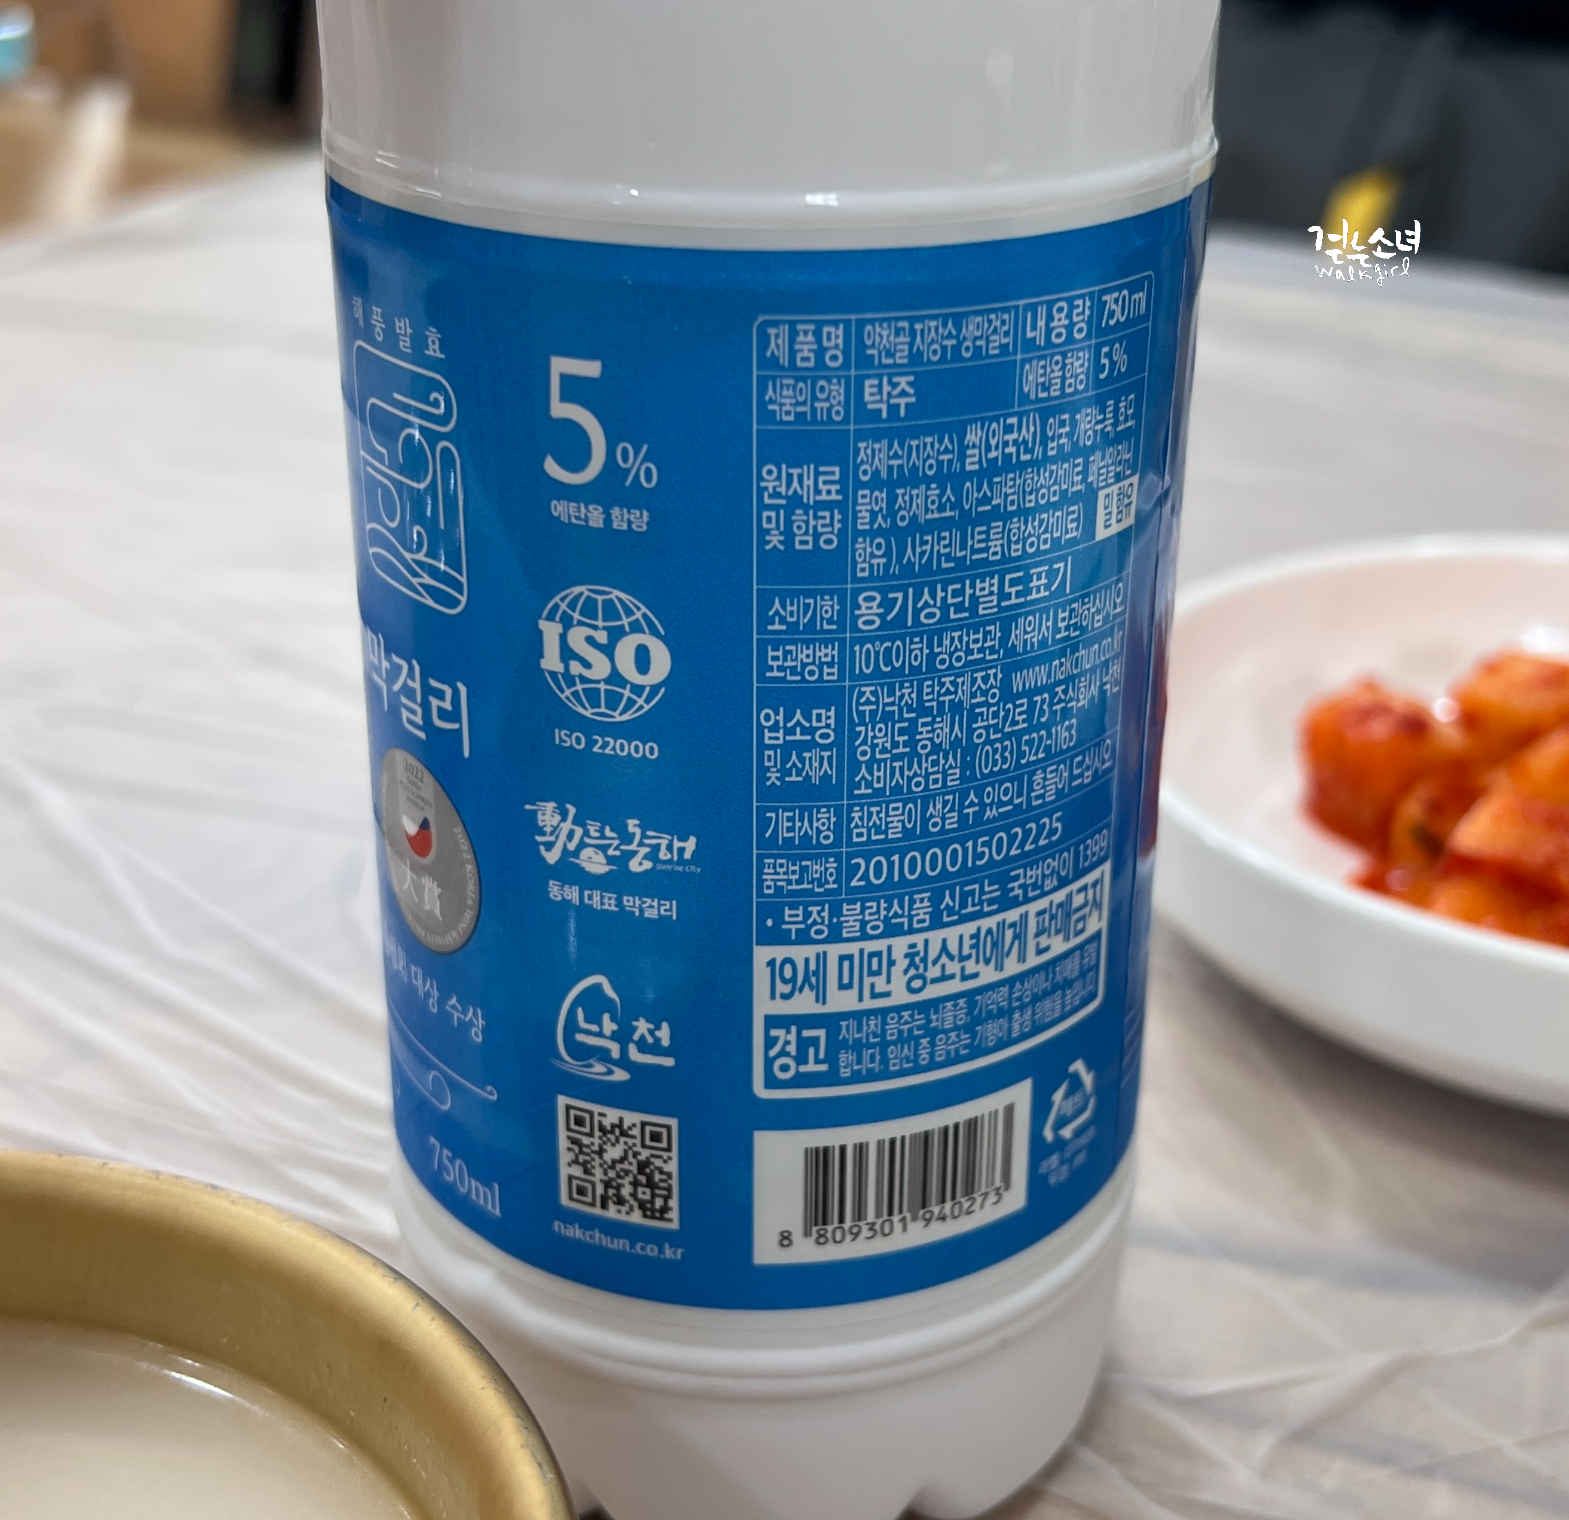 걷는소녀
walkgirl
해풍발효
막걸리
2022
大賞
대상 수상
750ml
5%
에탄올 함량
ISO
ISO 22000
動트는동해
Sunrise City
동해 대표 막걸리
낙천
nakchun.co.kr
제품명 약천골 지장수 생막걸리 내용량 750 ml
식품의 유형 탁주 에탄올 함량 5 %
원재료 및 함량 정제수(지장수), 쌀(외국산), 입국, 개량누룩, 효모
물엿, 정제효소, 아스파탐(합성감미료, 페닐알라닌
함유), 사카린나트륨(합성감미료) 밀 함유
소비기한 용기상단별도표기
보관방법 10℃이하 냉장보관, 세워서 보관하십시오
업소명 및 소재지 (주)낙천 탁주제조장 www.nakchun.co.kr
강원도 동해시 공단2로 73 주식회사 낙천
소비자상담실 : (033) 522-1163
기타사항 침전물이 생길 수 있으니 흔들어 드십시오
품목보고번호 2010001502225
• 부정·불량식품 신고는 국번없이 1399
19세 미만 청소년에게 판매금지
경고 지나친 음주는 뇌졸중, 기억력 손상이나 치매를 유발
합니다. 임신 중 음주는 기형아 출생 위험을 높입니다
8 809301 940273